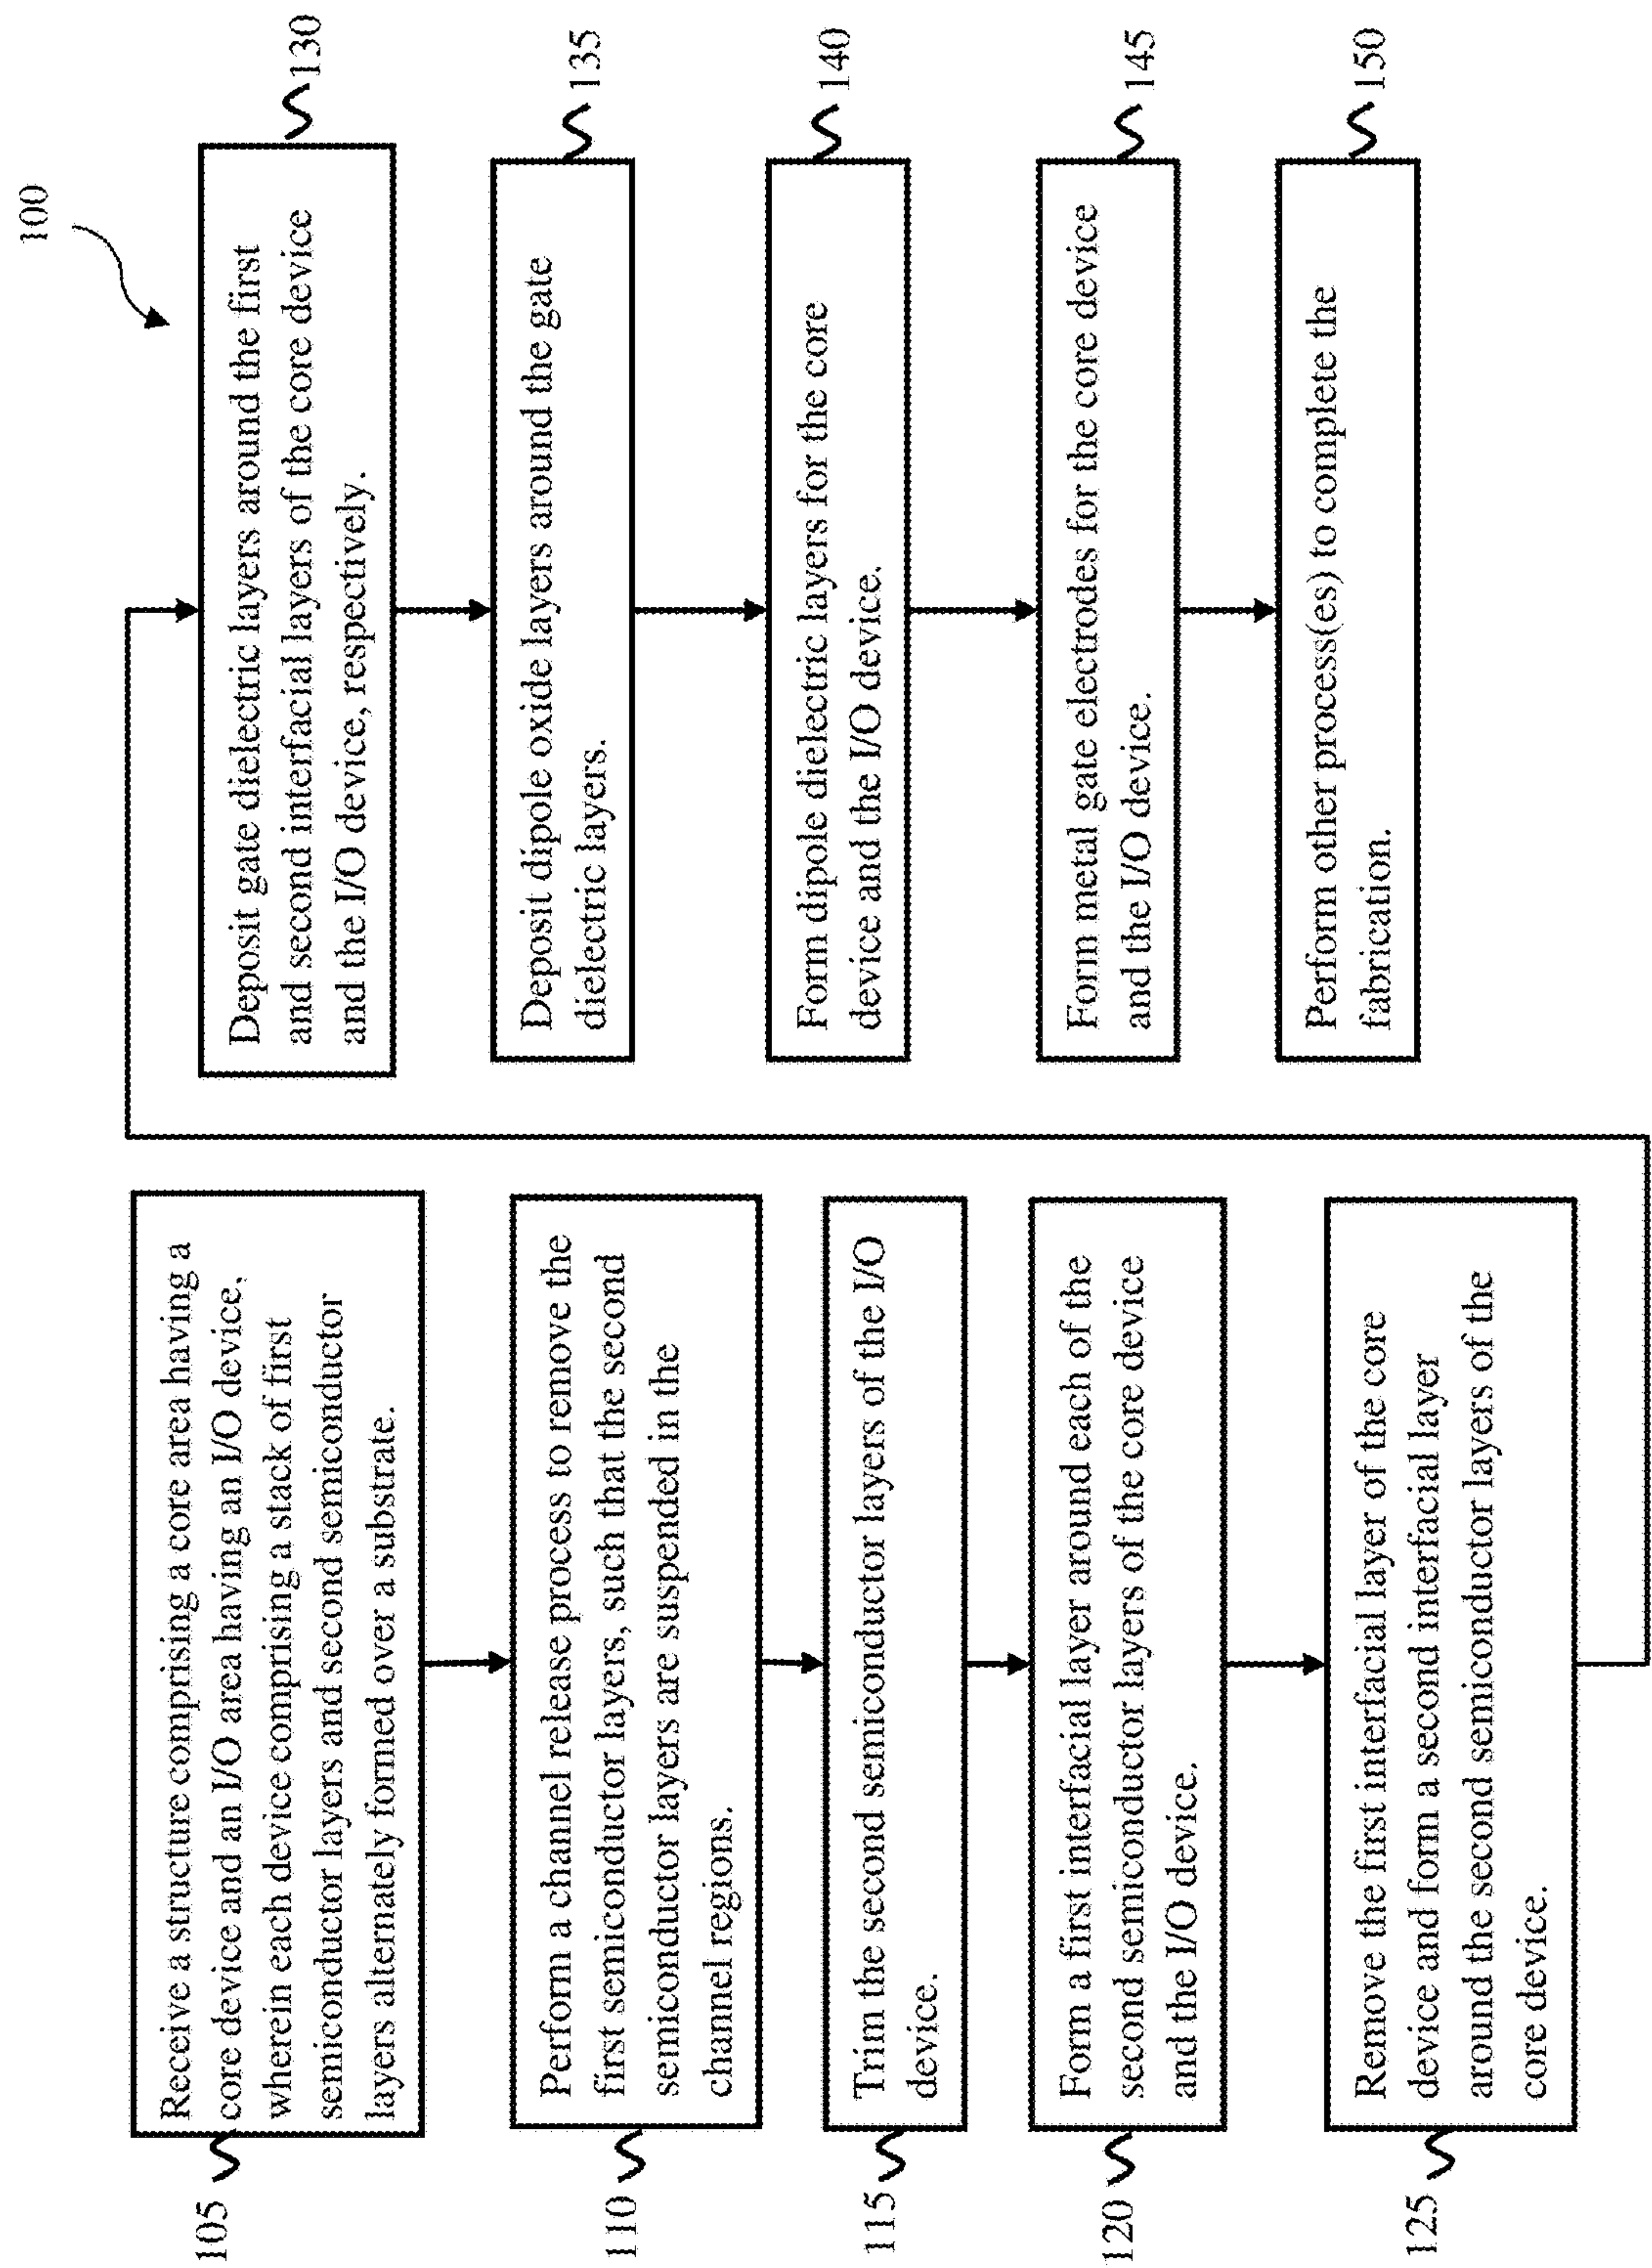 100
105
Receive a structure comprising a core area having a
core device and an I/O area having an I/O device,
wherein each device comprising a stack of first
semiconductor layers and second semiconductor
layers alternately formed over a substrate.
110
Perform a channel release process to remove the
first semiconductor layers, such that the second
semiconductor layers are suspended in the
channel regions.
115
Trim the second semiconductor layers of the I/O
device.
120
Form a first interfacial layer around each of the
second semiconductor layers of the core device
and the I/O device.
125
Remove the first interfacial layer of the core
device and form a second interfacial layer
around the second semiconductor layers of the
core device.
130
Deposit gate dielectric layers around the first
and second interfacial layers of the core device
and the I/O device, respectively.
135
Deposit dipole oxide layers around the gate
dielectric layers.
140
Form dipole dielectric layers for the core
device and the I/O device.
145
Form metal gate electrodes for the core device
and the I/O device.
150
Perform other process(es) to complete the
fabrication.